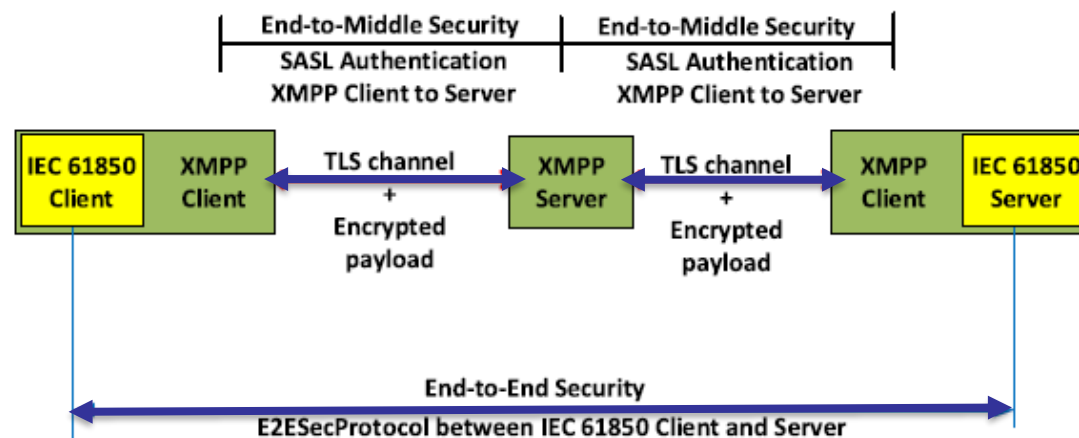 End-to-Middle Security
SASL Authentication
XMPP Client to Server
End-to-Middle Security
SASL Authentication
XMPP Client to Server
IEC 61850
Client
XMPP
Client
TLS channel
+
Encrypted
payload
XMPP
Server
TLS channel
+
Encrypted
payload
XMPP
Client
IEC 61850
Server
End-to-End Security
E2ESecProtocol between IEC 61850 Client and Server